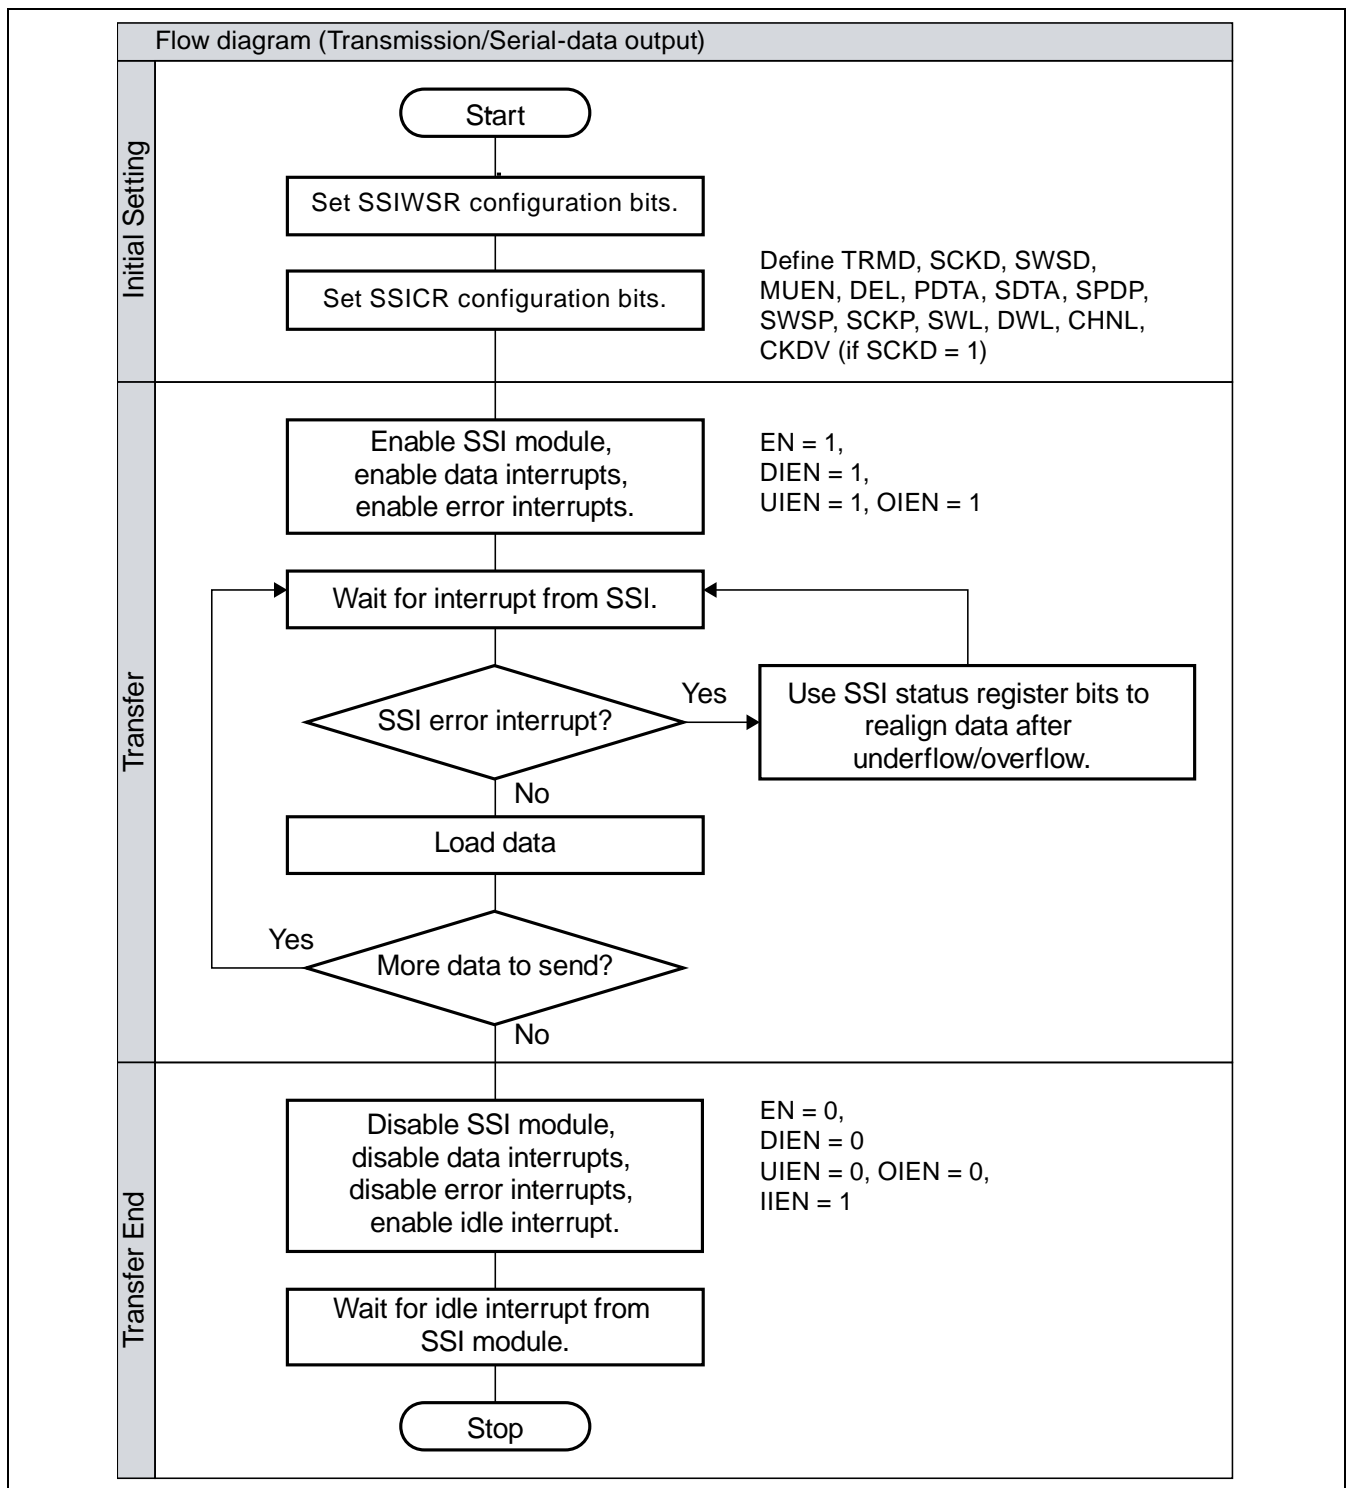 Flow diagram (Transmission/Serial-data output)
Initial Setting
Start
Set SSIWSR configuration bits.
Set SSICR configuration bits.
Define TRMD, SCKD, SWSD,
MUEN, DEL, PDTA, SDTA, SPDP,
SWSP, SCKP, SWL, DWL, CHNL,
CKDV (if SCKD = 1)
Transfer
Enable SSI module,
enable data interrupts,
enable error interrupts.
EN = 1,
DIEN = 1,
UIEN = 1, OIEN = 1
Wait for interrupt from SSI.
SSI error interrupt?
Yes
Use SSI status register bits to
realign data after
underflow/overflow.
No
Load data
Yes
More data to send?
No
Transfer End
Disable SSI module,
disable data interrupts,
disable error interrupts,
enable idle interrupt.
EN = 0,
DIEN = 0
UIEN = 0, OIEN = 0,
IIEN = 1
Wait for idle interrupt from
SSI module.
Stop